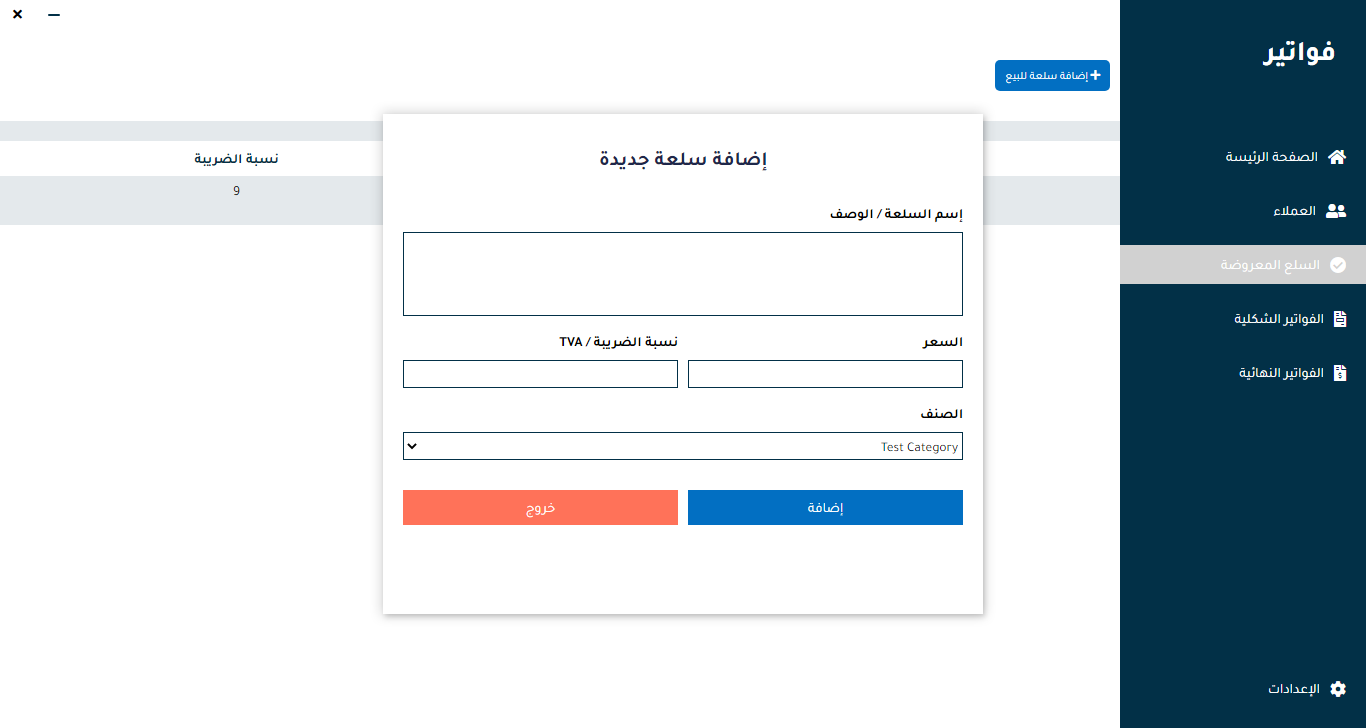 فواتير
الصفحة الرئيسة
العملاء
السلع المعروضة
الفواتير الشكلية
الفواتير النهائية
الإعدادات
إضافة سلعة للبيع
نسبة الضريبة
9
إضافة سلعة جديدة
إسم السلعة / الوصف
السعر
نسبة الضريبة / TVA
الصنف
Test Category
إضافة
خروج